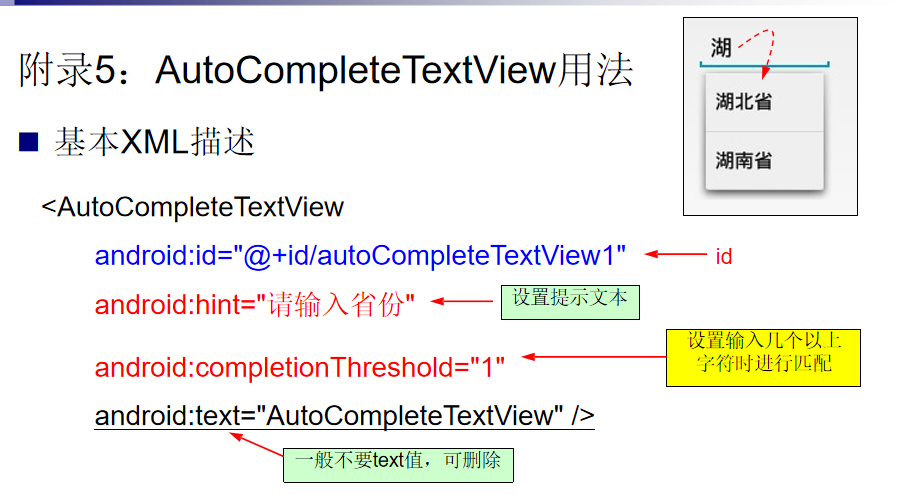 附录5：AutoCompleteTextView用法
湖
湖北省
湖南省
基本XML描述
<AutoCompleteTextView
android:id="@+id/autoCompleteTextView1"
id
android:hint="请输入省份"
设置提示文本
android:completionThreshold="1"
设置输入几个以上
字符时进行匹配
android:text="AutoCompleteTextView" />
一般不要text值，可删除